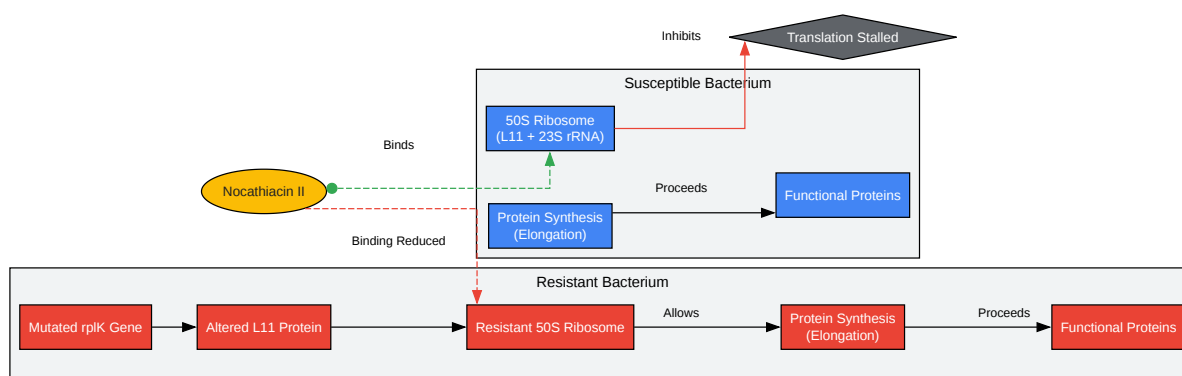 Inhibits
Translation Stalled
Susceptible Bacterium
50S Ribosome
(L11 + 23S rRNA)
Binds
Nocathiacin II
Proceeds
Functional Proteins
Protein Synthesis
(Elongation)
Binding Reduced
Resistant Bacterium
Mutated rplK Gene
Altered L11 Protein
Resistant 50S Ribosome
Allows
Protein Synthesis
(Elongation)
Proceeds
Functional Proteins